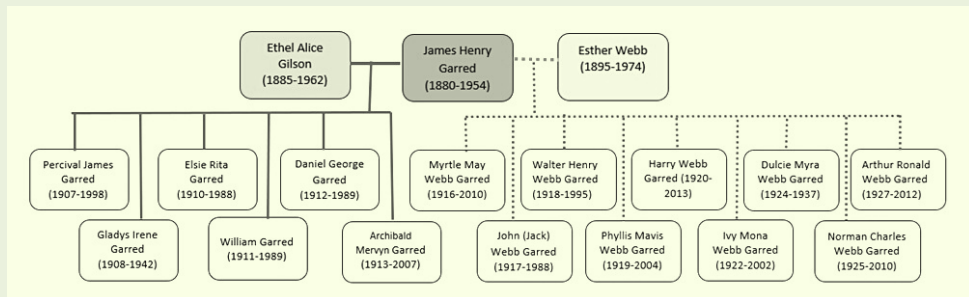 Ethel Alice
Gilson
(1885-1962)
James Henry
Garred
(1880-1954)
Esther Webb
(1895-1974)
Percival James
Garred
(1907-1998)
Elsie Rita
Garred
(1910-1988)
Daniel George
Garred
(1912-1989)
Myrtle May
Webb Garred
(1916-2010)
Walter Henry
Webb Garred
(1918-1995)
Harry Webb
Garred (1920-
2013)
Dulcie Myra
Webb Garred
(1924-1937)
Arthur Ronald
Webb Garred
(1927-2012)
Gladys Irene
Garred
(1908-1942)
William Garred
(1911-1989)
Archibald
Mervyn Garred
(1913-2007)
John (Jack)
Webb Garred
(1917-1988)
Phyllis Mavis
Webb Garred
(1919-2004)
Ivy Mona
Webb Garred
(1922-2002)
Norman Charles
Webb Garred
(1925-2010)